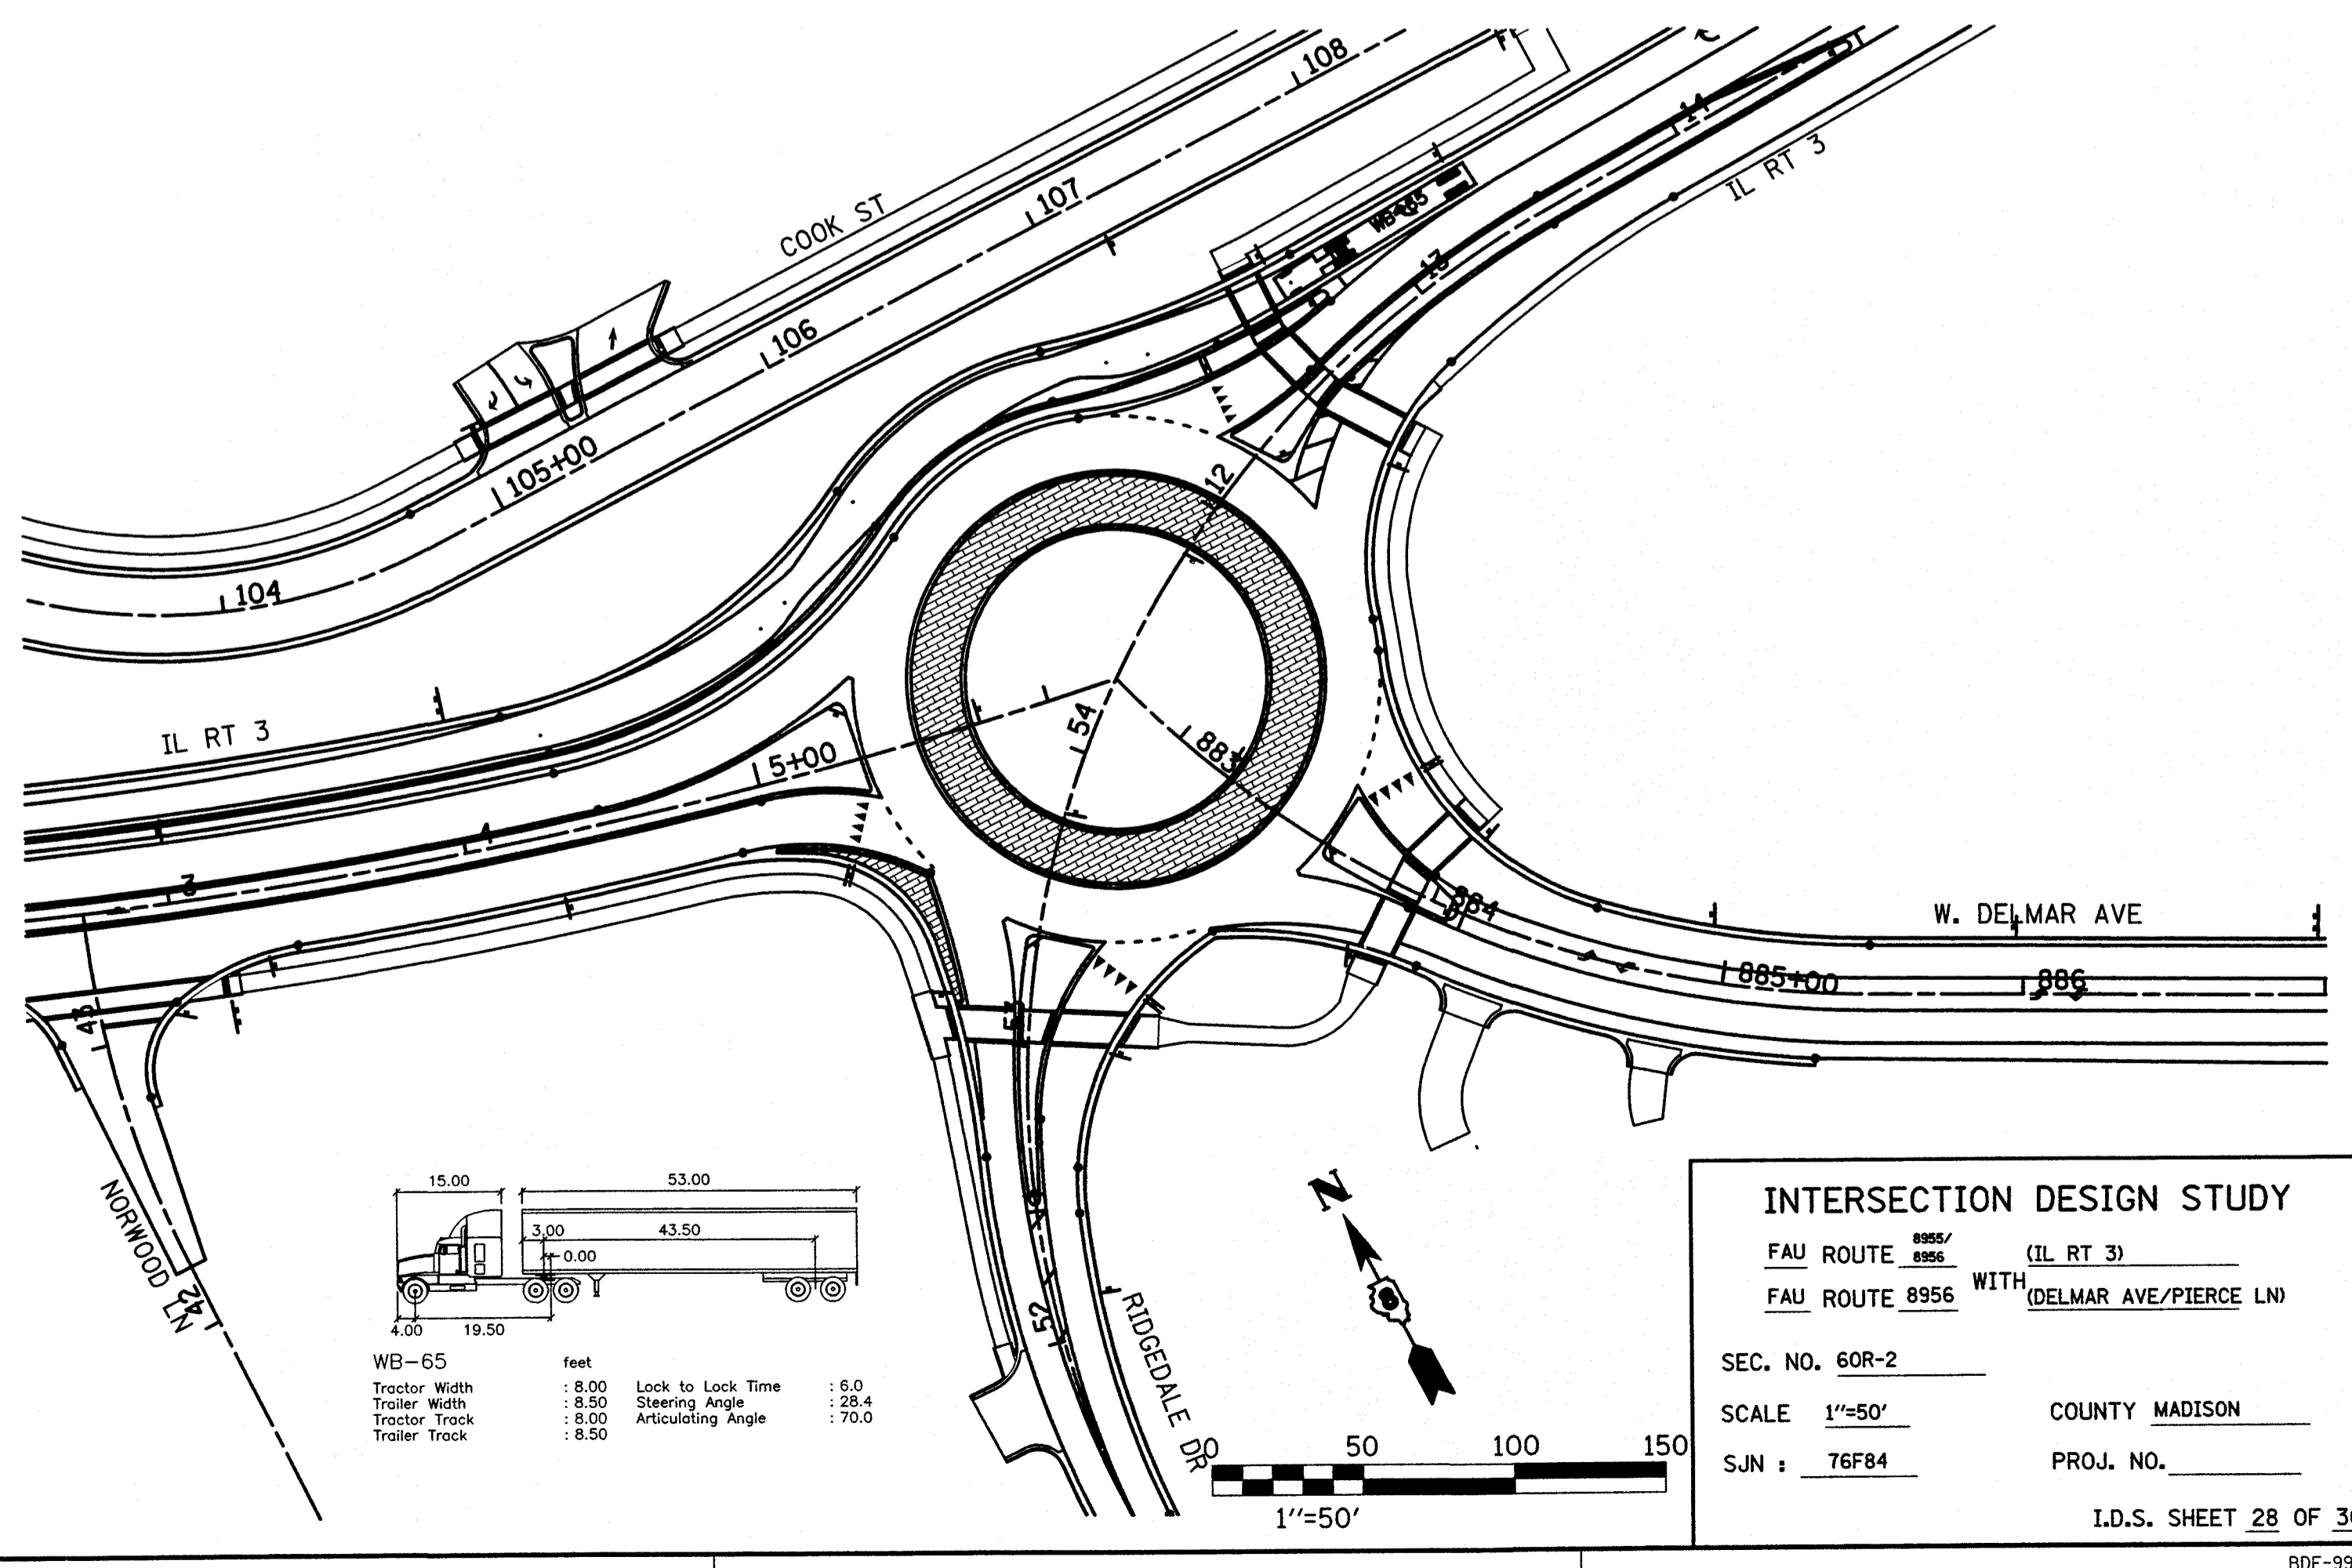 108
14
IL RT 3
107
COOK ST
WB-65
13
106
105+00
12
104
54
883
IL RT 3
5+00
4
884
W. DELMAR AVE
885+00
886
43
53
NORWOOD LN
42
52
RIDGEDALE DR
N
15.00
53.00
3.00
43.50
0.00
4.00
19.50
WB-65
feet
Tractor Width : 8.00 Lock to Lock Time : 6.0
Trailer Width : 8.50 Steering Angle : 28.4
Tractor Track : 8.00 Articulating Angle : 70.0
Trailer Track : 8.50
0 50 100 150
1"=50'
INTERSECTION DESIGN STUDY
FAU ROUTE 8955/ 8956 (IL RT 3)
WITH
FAU ROUTE 8956 (DELMAR AVE/PIERCE LN)
SEC. NO. 60R-2
SCALE 1"=50'
COUNTY MADISON
SJN : 76F84
PROJ. NO.
I.D.S. SHEET 28 OF